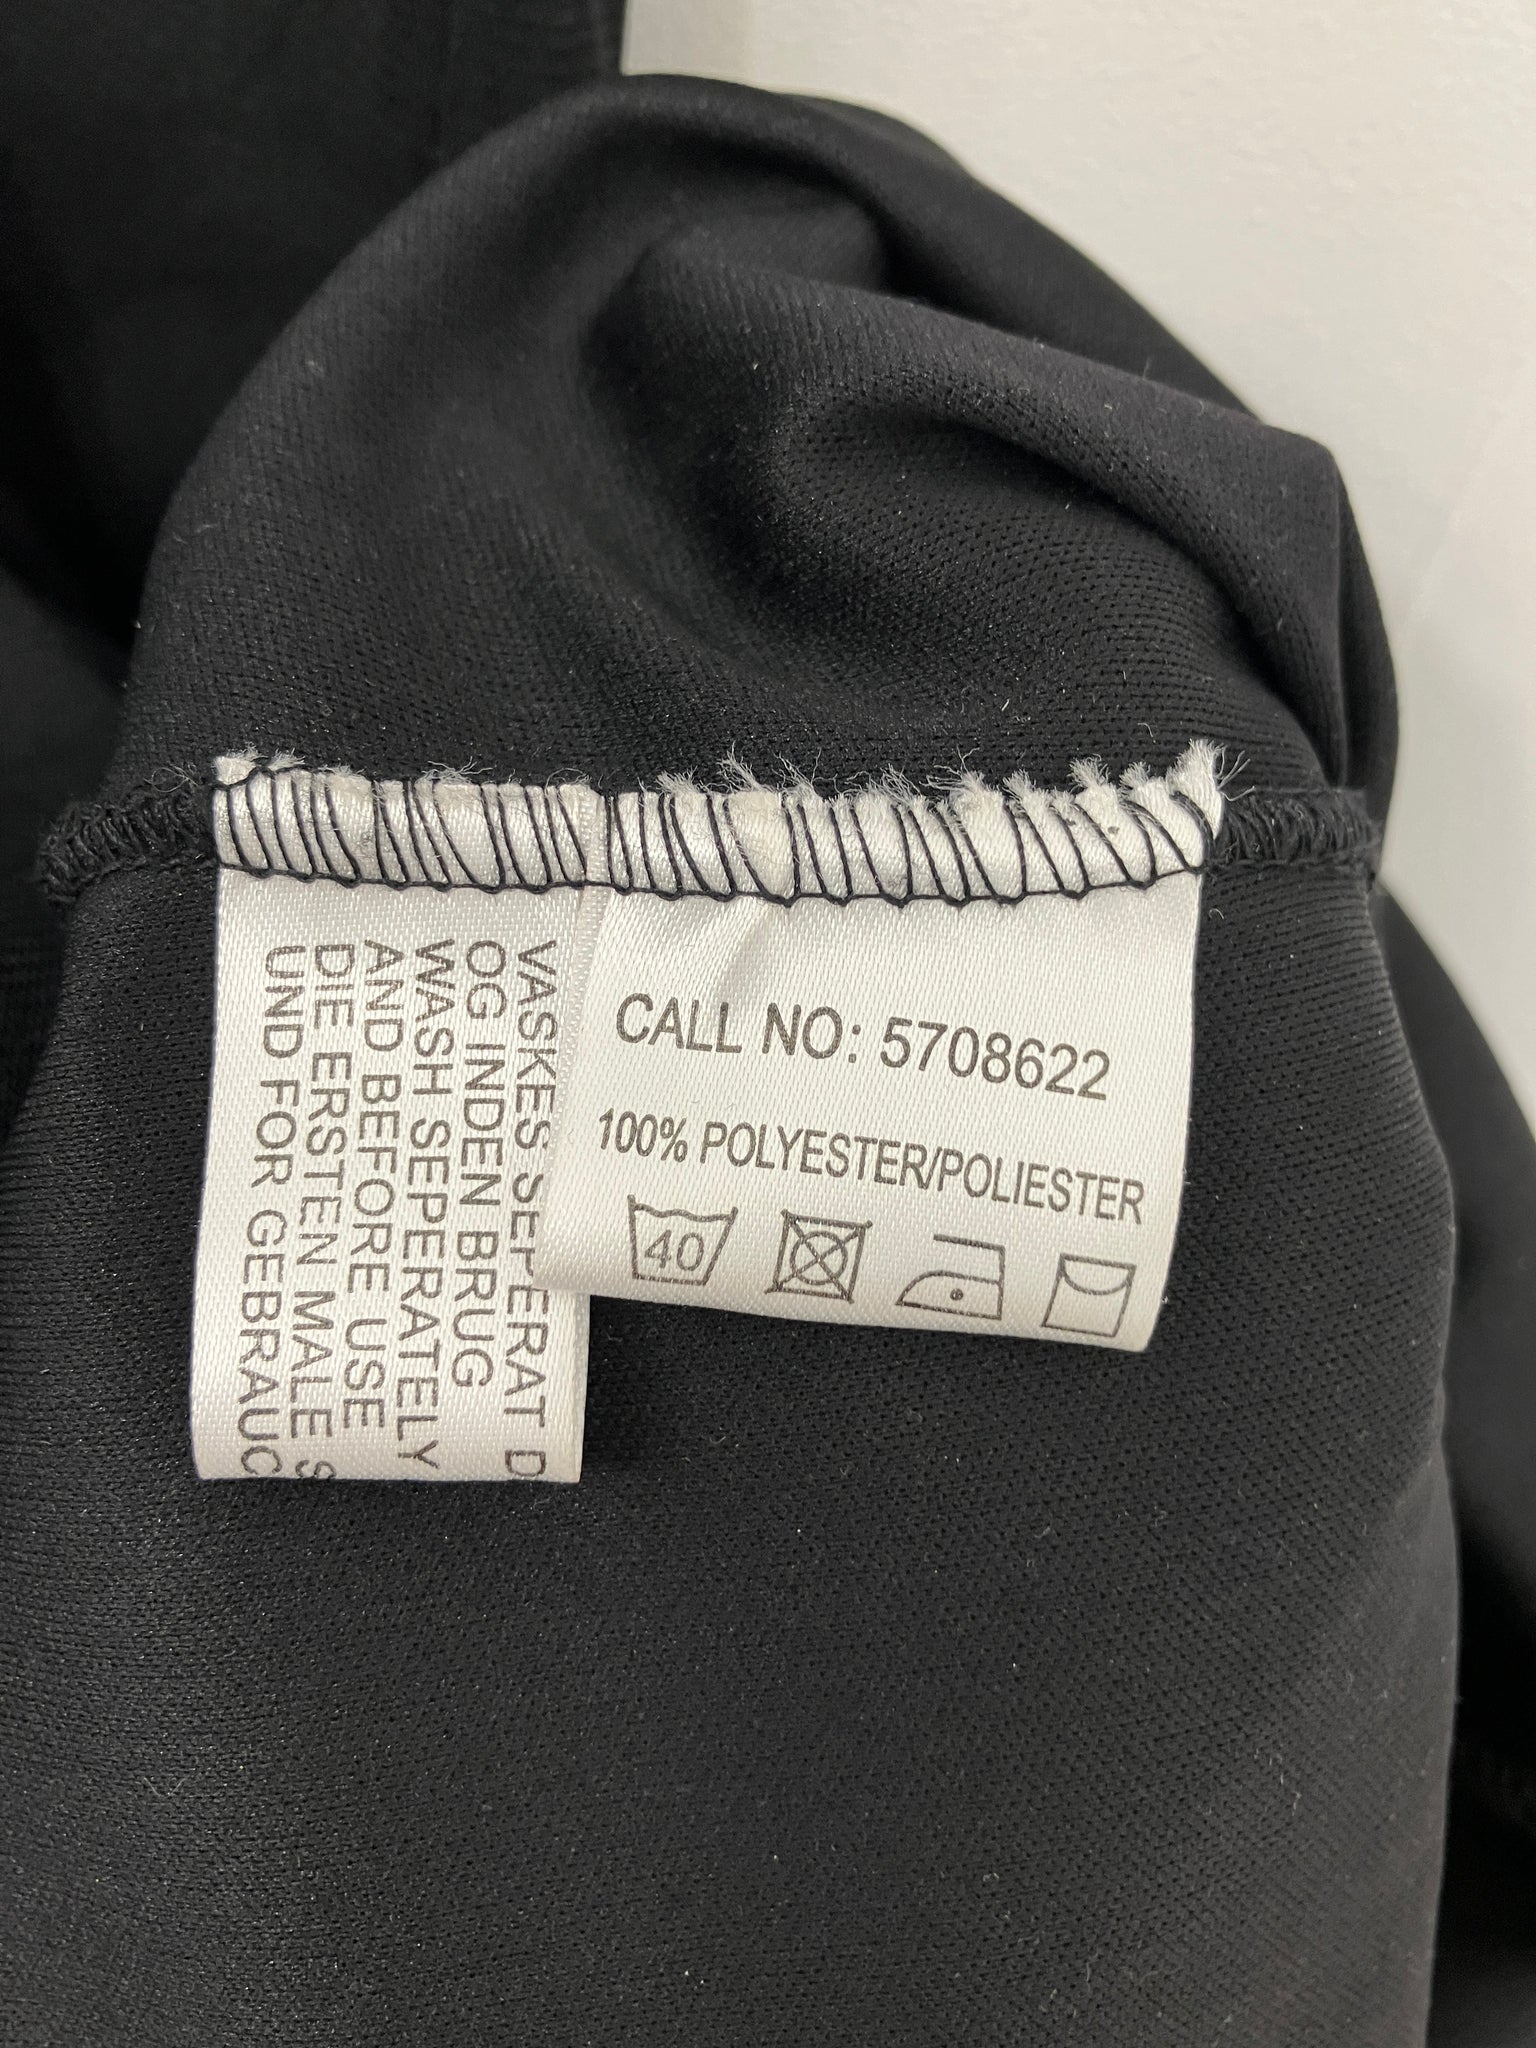 CALL NO: 5708622
100% POLYESTER/POLIESTER
40
VASKES SEPERAT
OG INDEN BRUG
WASH SEPERATELY
AND BEFORE USE
DIE ERSTEN MALE
UND FOR